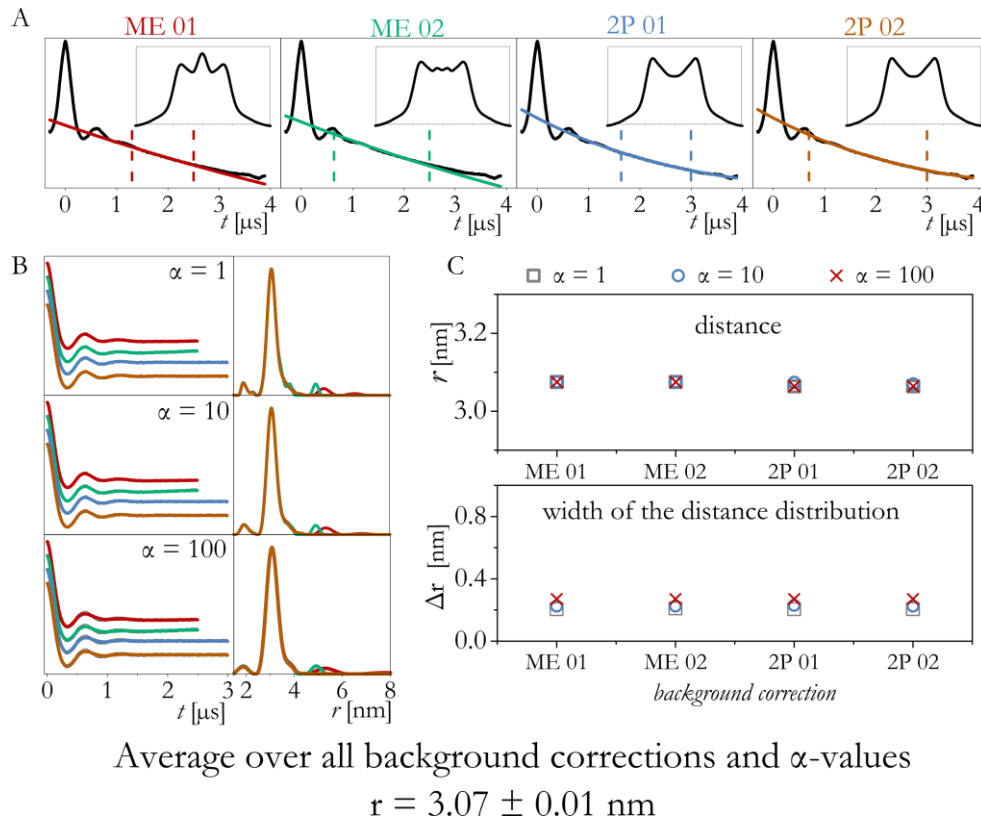 A
ME 01 ME 02 2P 01 2P 02
0 1 2 3 4 0 1 2 3 4 0 1 2 3 4 0 1 2 3 4
t [μs] t [μs] t [μs] t [μs]
B
α = 1
α = 10
α = 100
0 1 2 3 2 4 6 8
t [μs] r [nm]
C
α = 1 α = 10 α = 100
distance
r [nm]
3.2
3.0
ME 01 ME 02 2P 01 2P 02
width of the distance distribution
Δr [nm]
0.8
0.4
0.0
ME 01 ME 02 2P 01 2P 02
background correction
Average over all background corrections and α-values
r = 3.07 ± 0.01 nm